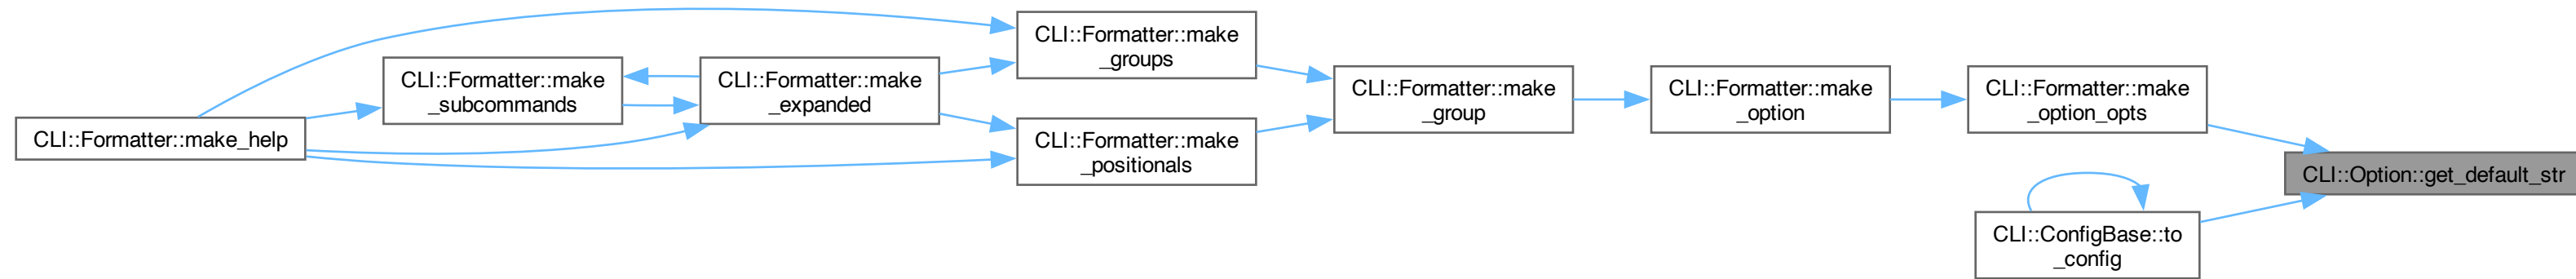 CLI::Formatter::make_help
CLI::Formatter::make
_subcommands
CLI::Formatter::make
_expanded
CLI::Formatter::make
_groups
CLI::Formatter::make
_positionals
CLI::Formatter::make
_group
CLI::Formatter::make
_option
CLI::Formatter::make
_option_opts
CLI::ConfigBase::to
_config
CLI::Option::get_default_str